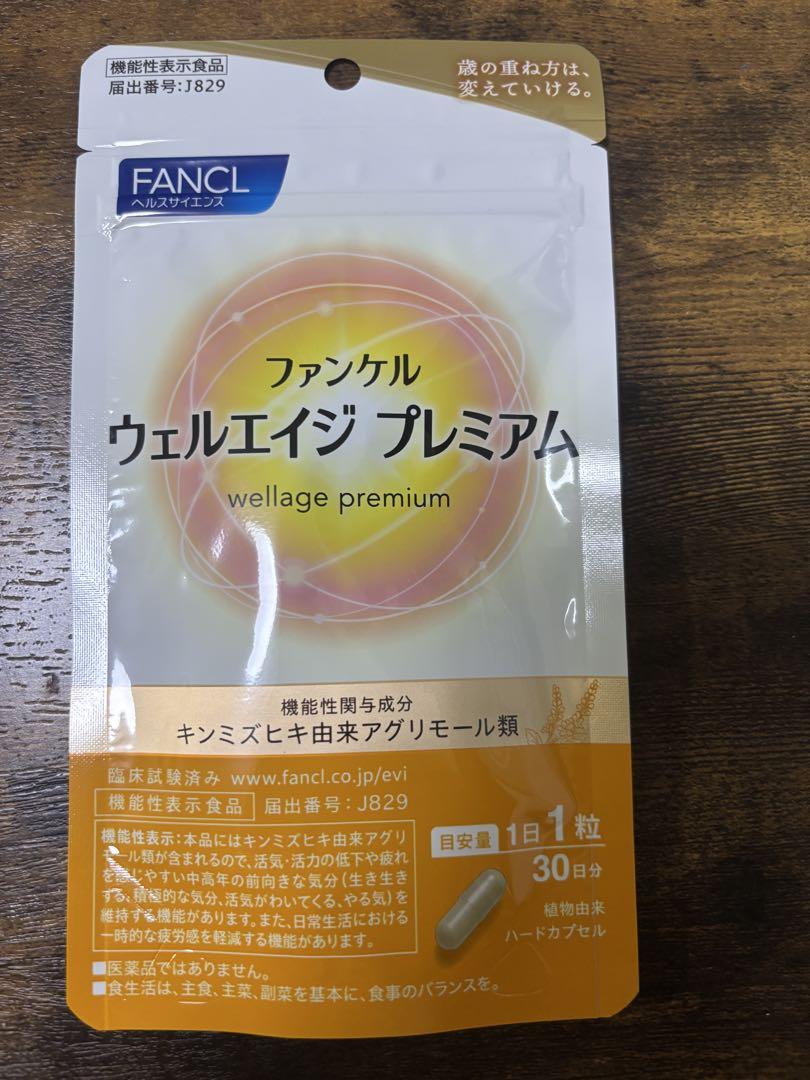 機能性表示食品
届出番号:J829
歳の重ね方は、
変えていける。
FANCL
ヘルスサイエンス
ファンケル
ウェルエイジ プレミアム
wellage premium
機能性関与成分
キンミズヒキ由来アグリモール類
臨床試験済み www.fancl.co.jp/evi
機能性表示食品 届出番号:J829
機能性表示:本品にはキンミズヒキ由来アグリ
モール類が含まれるので、活気・活力の低下や疲れ
を感じやすい中高年の前向きな気分(生き生き
する、積極的な気分、活気がわいてくる、やる気)を
維持する機能があります。また、日常生活における
一時的な疲労感を軽減する機能があります。
目安量 1日1粒
30日分
植物由来
ハードカプセル
■医薬品ではありません。
■食生活は、主食、主菜、副菜を基本に、食事のバランスを。